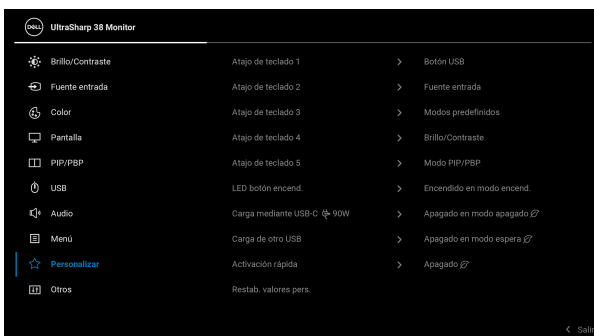 DELL UltraSharp 38 Monitor
Brillo/Contraste Atajo de teclado 1 Botón USB
Fuente entrada Atajo de teclado 2 Fuente entrada
Color Atajo de teclado 3 Modos predefinidos
Pantalla Atajo de teclado 4 Brillo/Contraste
PIP/PBP Atajo de teclado 5 Modo PIP/PBP
USB LED botón encend. Encendido en modo encend.
Audio Carga mediante USB-C 90W Apagado en modo apagado
Menú Carga de otro USB Apagado en modo espera
Personalizar Activación rápida Apagado
Otros Restab. valores pers.
Salir